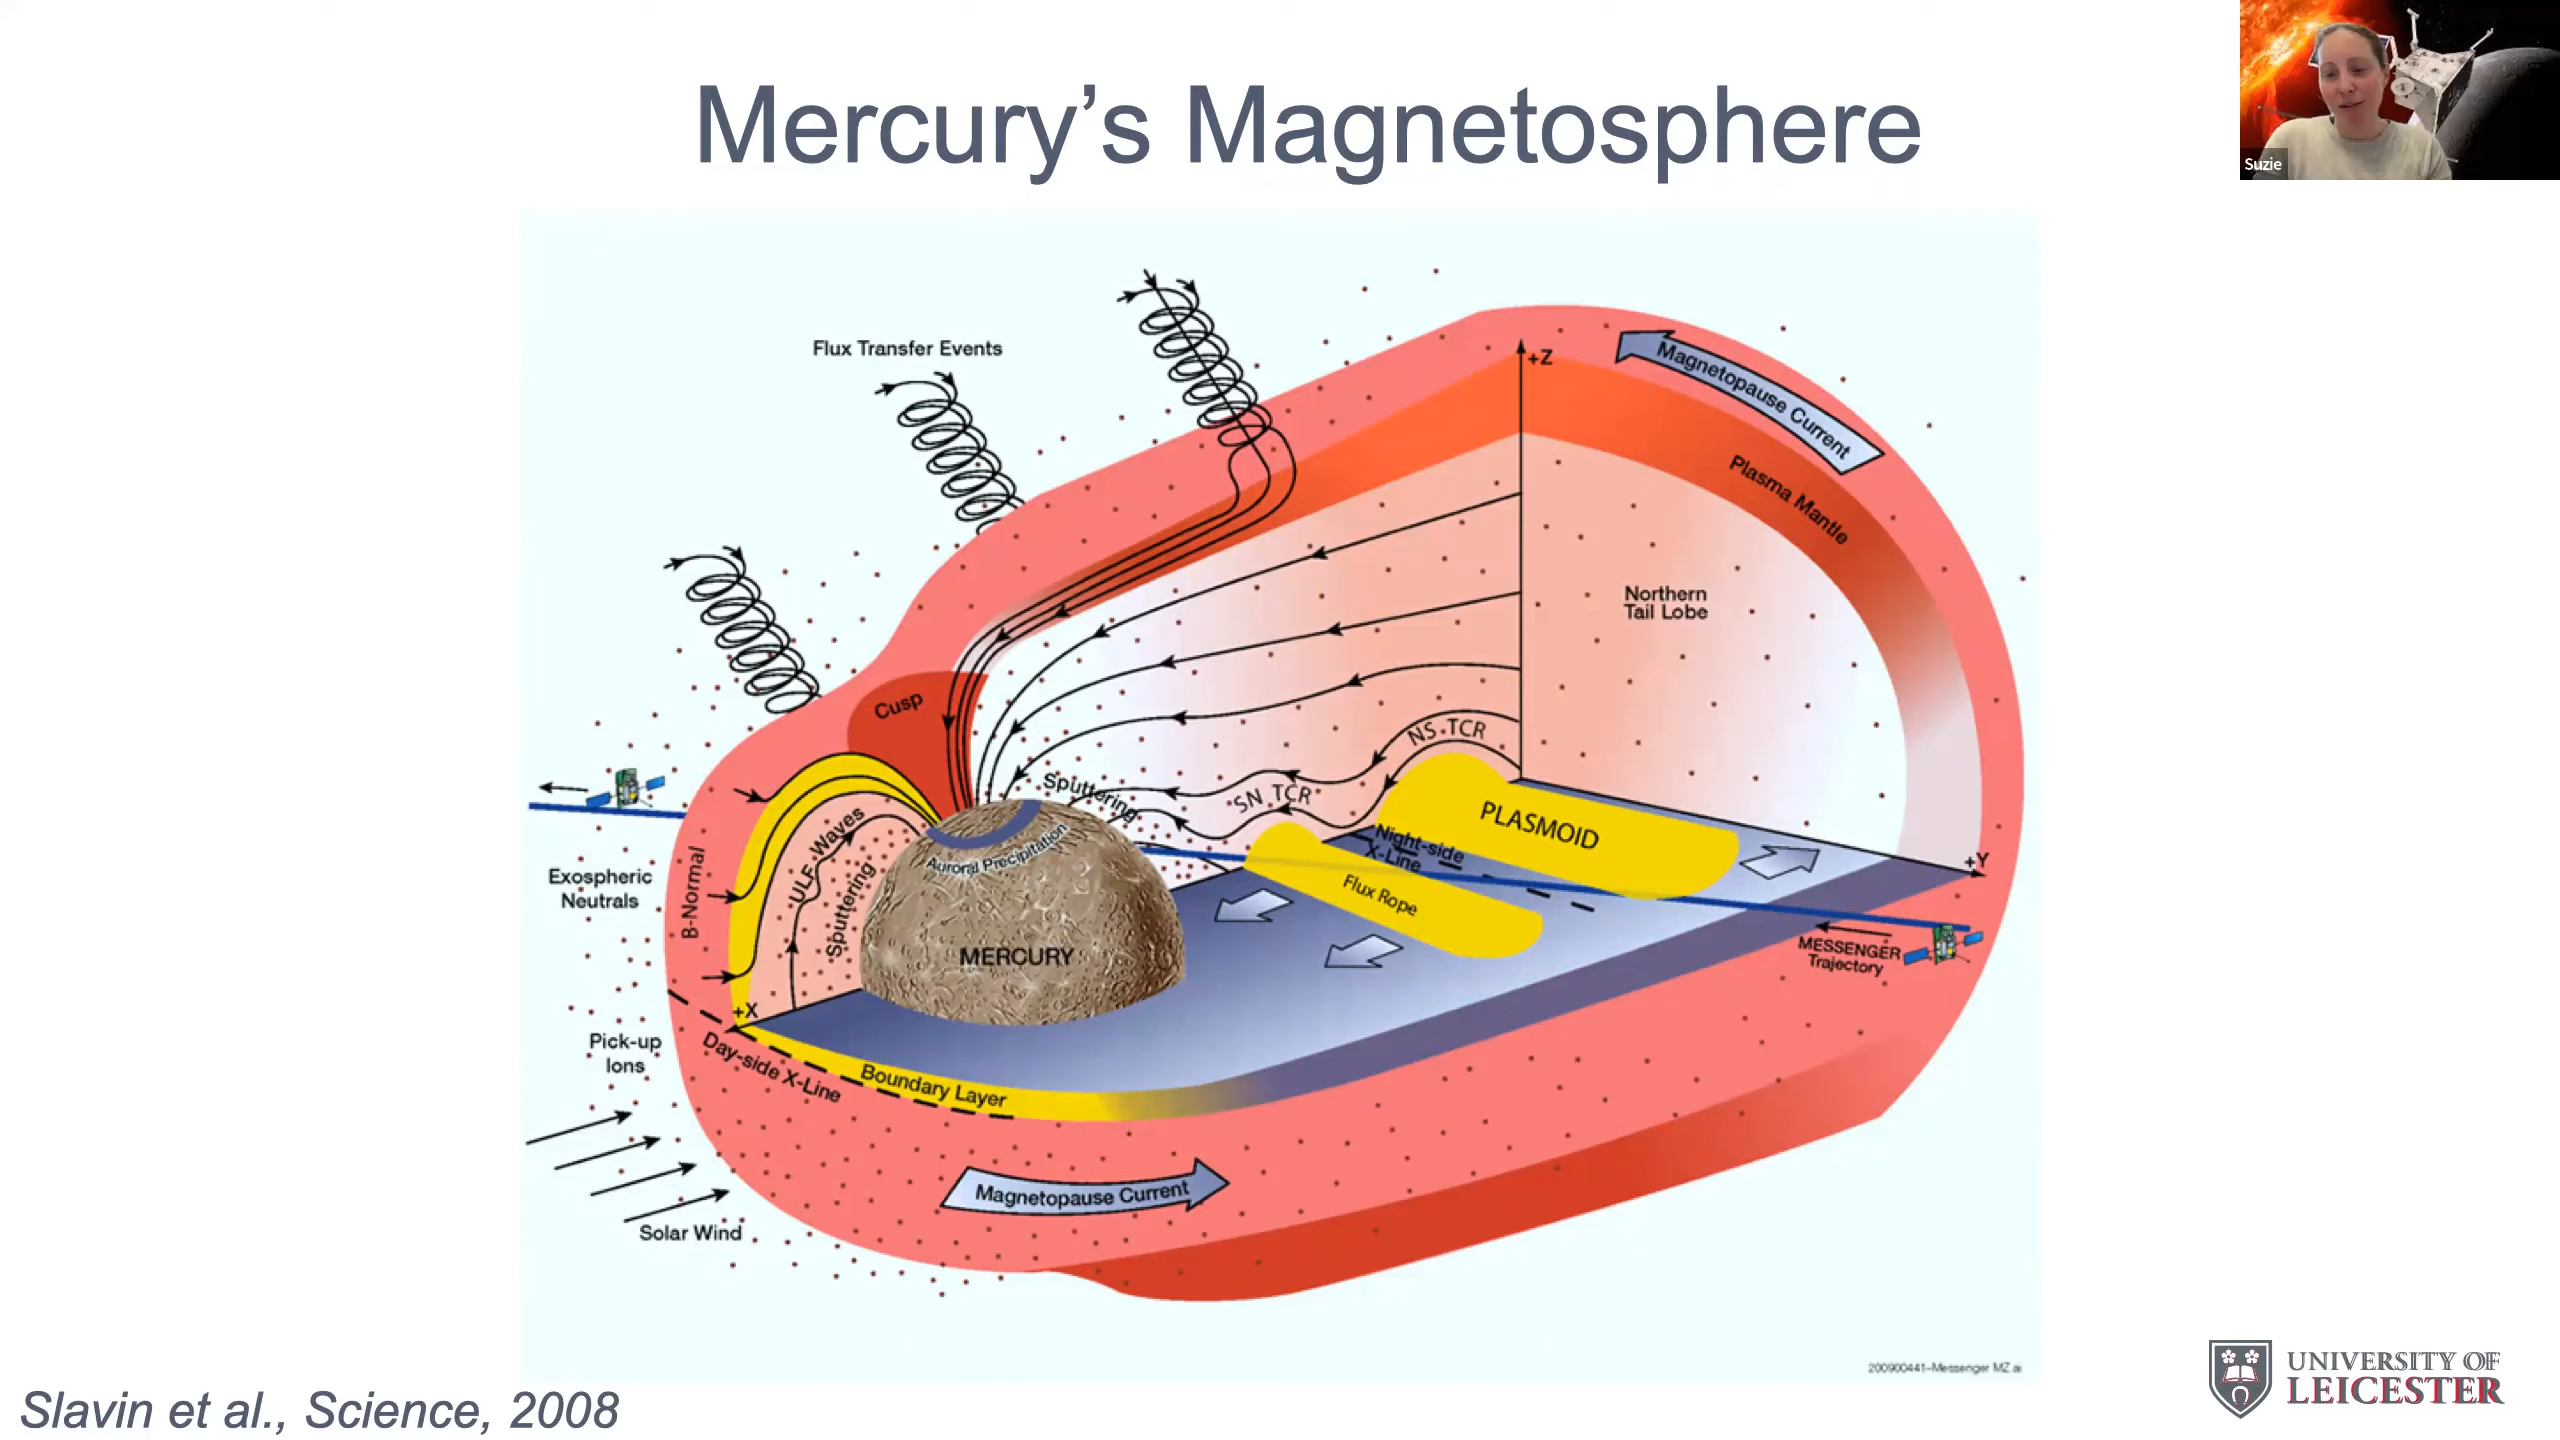 Mercury’s Magnetosphere
Suzie
Flux Transfer Events
+Z
Magnetopause Current
Plasma Mantle
Northern
Tail Lobe
Cusp
NS TCR
SN TCR
Sputtering
PLASMOID
Night-side
X-Line
Flux Rope
+Y
ULF Waves
Sputtering
Auroral Precipitation
B-Normal
Exospheric
Neutrals
MERCURY
MESSENGER
Trajectory
+X
Pick-up
Ions
Day-side X-Line
Boundary Layer
Magnetopause Current
Solar Wind
200900441-Messenger MZ.ai
Slavin et al., Science, 2008
UNIVERSITY OF
LEICESTER